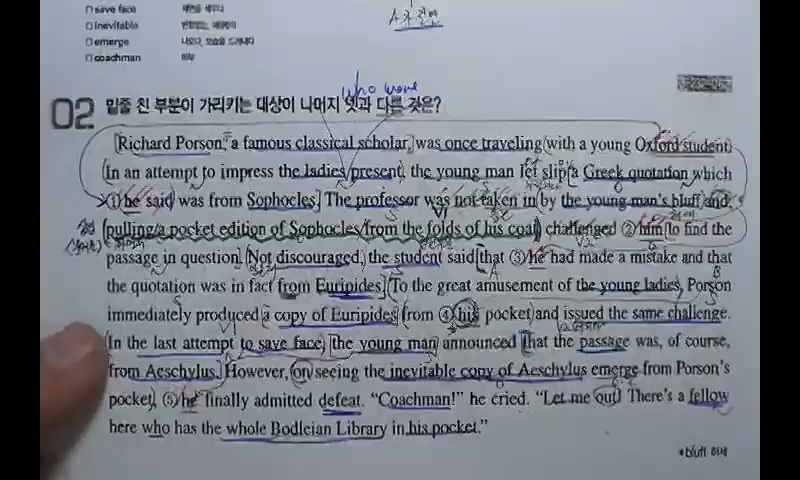 save face 체면을 세우다
inevitable
emerge 나오다, 모습을 드러내다
coachman 마부
who were
02 밑줄 친 부분이 가리키는 대상이 나머지 넷과 다른 것은?
Richard Porson, a famous classical scholar, was once traveling with a young Oxford student.
In an attempt to impress the ladies present, the young man let slip a Greek quotation which
① he said was from Sophocles. The professor was not taken in by the young man's bluff and,
pulling a pocket edition of Sophocles from the folds of his coat, challenged ② him to find the
passage in question. Not discouraged, the student said that ③ he had made a mistake and that
the quotation was in fact from Euripides. To the great amusement of the young ladies, Porson
immediately produced a copy of Euripides from ④ his pocket and issued the same challenge.
In the last attempt to save face, the young man announced that the passage was, of course,
from Aeschylus. However, on seeing the inevitable copy of Aeschylus emerge from Porson's
pocket, ⑤ he finally admitted defeat. "Coachman!" he cried. "Let me out! There's a fellow
here who has the whole Bodleian Library in his pocket."
*bluff 허세